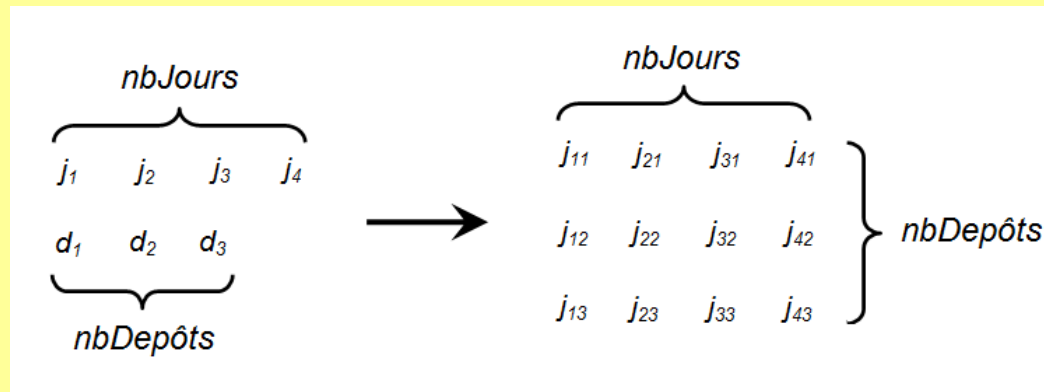 nbJours
j1 j2 j3 j4
d1 d2 d3
nbDepôts
nbJours
j11 j21 j31 j41
j12 j22 j32 j42
nbDepôts
j13 j23 j33 j43